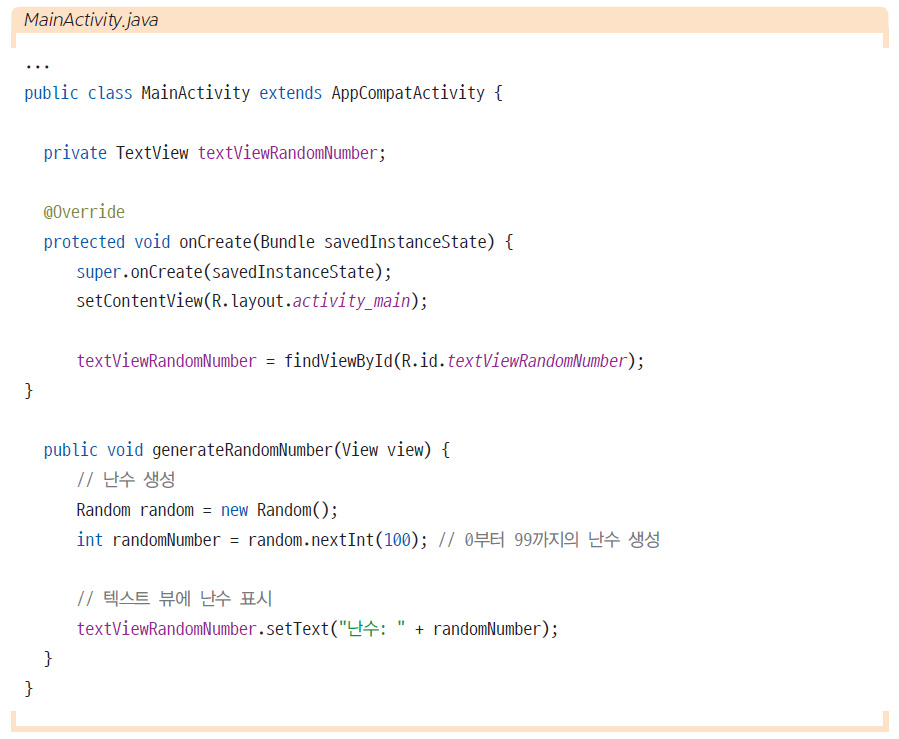 MainActivity.java
...
public class MainActivity extends AppCompatActivity {
private TextView textViewRandomNumber;
@Override
protected void onCreate(Bundle savedInstanceState) {
super.onCreate(savedInstanceState);
setContentView(R.layout.activity_main);
textViewRandomNumber = findViewById(R.id.textViewRandomNumber);
}
public void generateRandomNumber(View view) {
// 난수 생성
Random random = new Random();
int randomNumber = random.nextInt(100); // 0부터 99까지의 난수 생성
// 텍스트 뷰에 난수 표시
textViewRandomNumber.setText("난수: " + randomNumber);
}
}